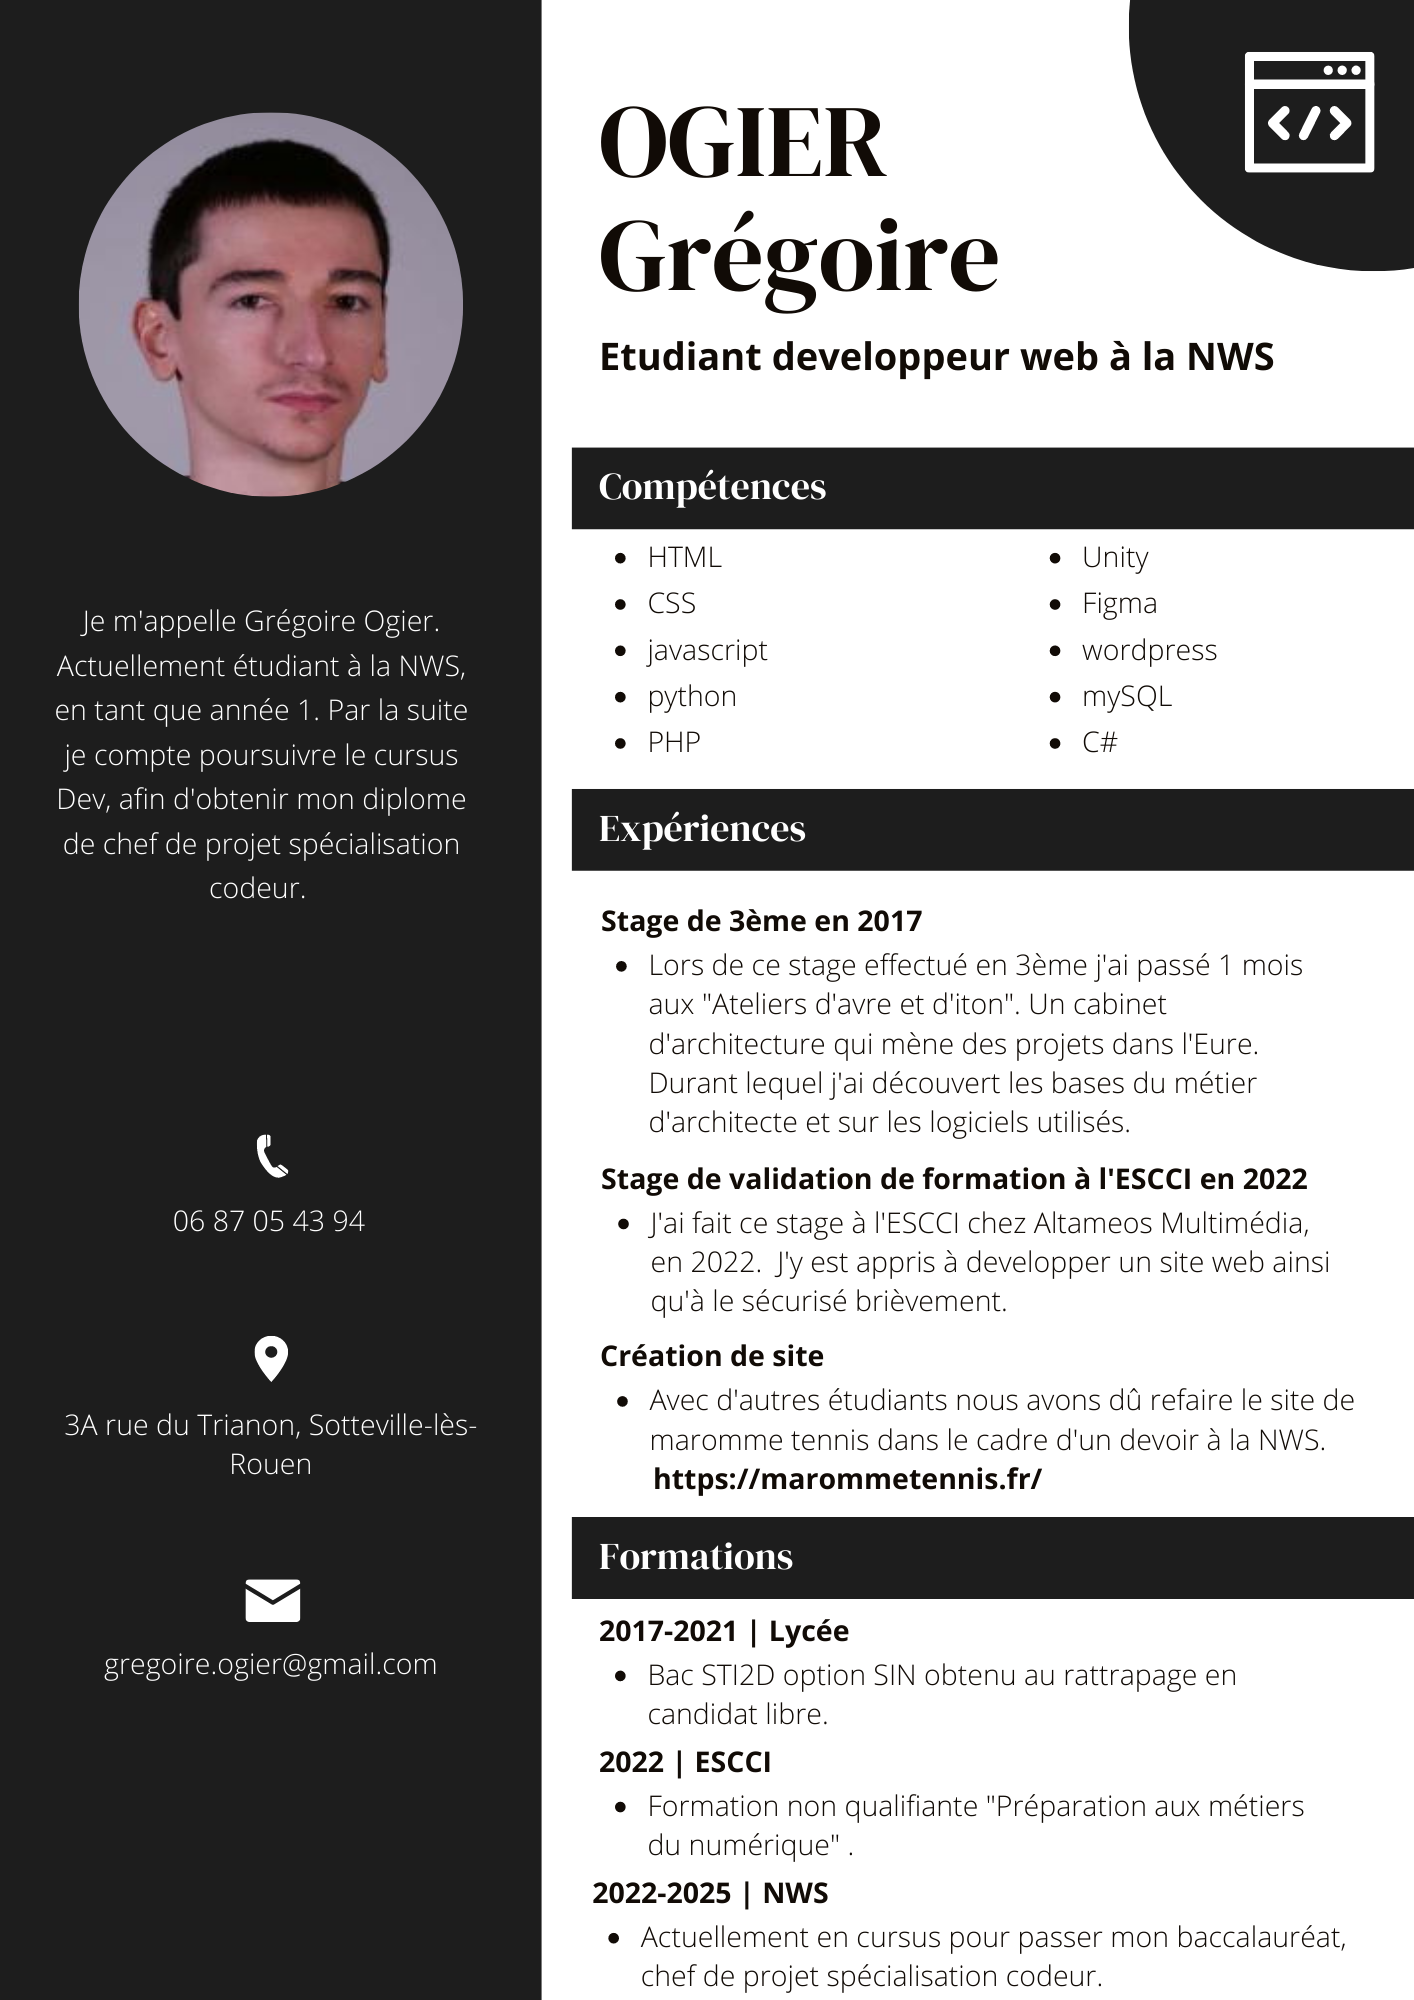 OGIER
Grégoire
Etudiant developpeur web à la NWS
Je m'appelle Grégoire Ogier.
Actuellement étudiant à la NWS,
en tant que année 1. Par la suite
je compte poursuivre le cursus
Dev, afin d'obtenir mon diplome
de chef de projet spécialisation
codeur.
06 87 05 43 94
3A rue du Trianon, Sotteville-lès-
Rouen
gregoire.ogier@gmail.com
Compétences
• HTML
• CSS
• javascript
• python
• PHP
• Unity
• Figma
• wordpress
• mySQL
• C#
Expériences
Stage de 3ème en 2017
• Lors de ce stage effectué en 3ème j'ai passé 1 mois
aux "Ateliers d'avre et d'iton". Un cabinet
d'architecture qui mène des projets dans l'Eure.
Durant lequel j'ai découvert les bases du métier
d'architecte et sur les logiciels utilisés.
Stage de validation de formation à l'ESCCI en 2022
• J'ai fait ce stage à l'ESCCI chez Altameos Multimédia,
en 2022.  J'y est appris à developper un site web ainsi
qu'à le sécurisé brièvement.
Création de site
• Avec d'autres étudiants nous avons dû refaire le site de
maromme tennis dans le cadre d'un devoir à la NWS.
https://marommetennis.fr/
Formations
2017-2021 | Lycée
• Bac STI2D option SIN obtenu au rattrapage en
candidat libre.
2022 | ESCCI
• Formation non qualifiante "Préparation aux métiers
du numérique" .
2022-2025 | NWS
• Actuellement en cursus pour passer mon baccalauréat,
chef de projet spécialisation codeur.